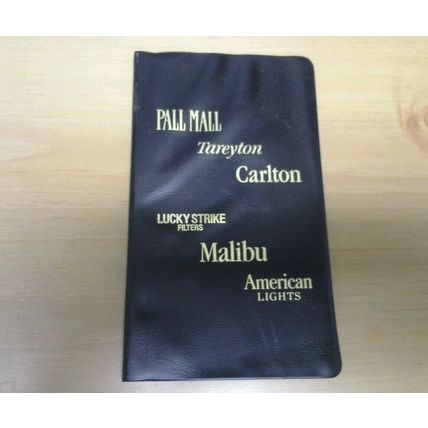 PALL MALL
Tareyton
Carlton
LUCKY STRIKE
FILTERS
Malibu
American
LIGHTS